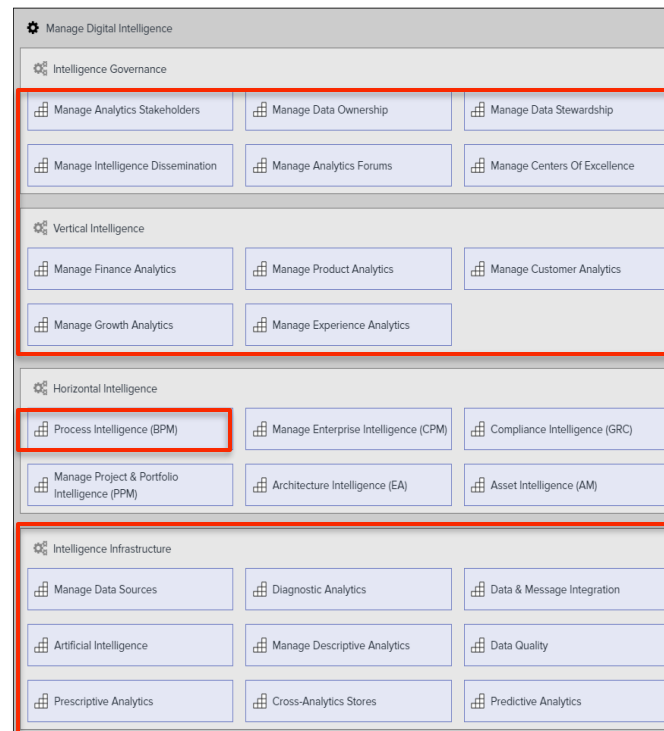 Manage Digital Intelligence
Intelligence Governance
Manage Analytics Stakeholders
Manage Data Ownership
Manage Data Stewardship
Manage Intelligence Dissemination
Manage Analytics Forums
Manage Centers Of Excellence
Vertical Intelligence
Manage Finance Analytics
Manage Product Analytics
Manage Customer Analytics
Manage Growth Analytics
Manage Experience Analytics
Horizontal Intelligence
Process Intelligence (BPM)
Manage Enterprise Intelligence (CPM)
Compliance Intelligence (GRC)
Manage Project & Portfolio
Intelligence (PPM)
Architecture Intelligence (EA)
Asset Intelligence (AM)
Intelligence Infrastructure
Manage Data Sources
Diagnostic Analytics
Data & Message Integration
Artificial Intelligence
Manage Descriptive Analytics
Data Quality
Prescriptive Analytics
Cross-Analytics Stores
Predictive Analytics